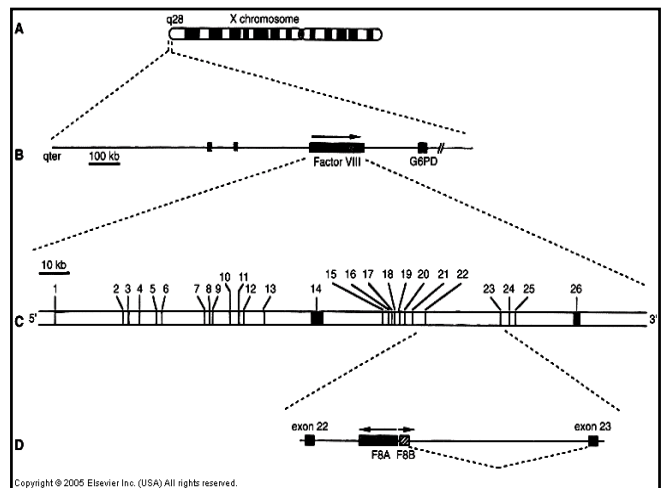 q28 X chromosome
A
B qter 100 kb Factor VIII G6PD
10 kb
1 2 3 4 5 6 7 8 9 10 11 12 13 14 15 16 17 18 19 20 21 22 23 24 25 26
C 5' 3'
exon 22 exon 23
D F8A F8B
Copyright © 2005 Elsevier Inc. (USA) All rights reserved.